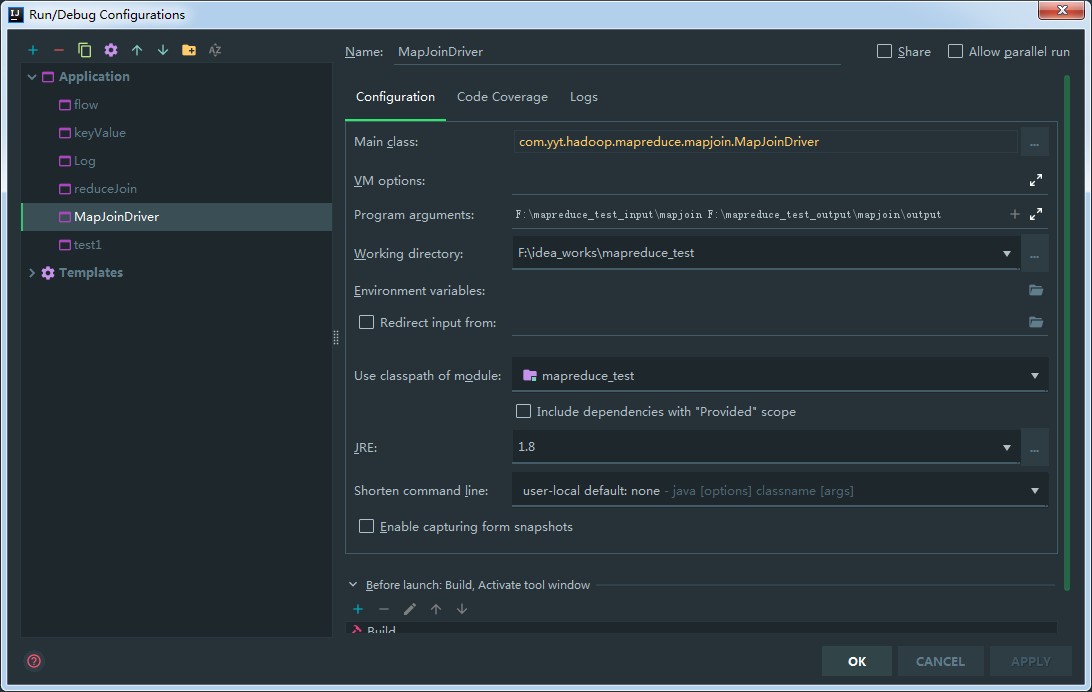 Run/Debug Configurations
Name: MapJoinDriver
Share
Allow parallel run
Application
flow
keyValue
Log
reduceJoin
MapJoinDriver
test1
Templates
Configuration Code Coverage Logs
Main class: com.yyt.hadoop.mapreduce.mapjoin.MapJoinDriver ...
VM options:
Program arguments: F:\mapreduce_test_input\mapjoin F:\mapreduce_test_output\mapjoin\output
Working directory: F:\idea_works\mapreduce_test ...
Environment variables:
Redirect input from:
Use classpath of module: mapreduce_test
Include dependencies with "Provided" scope
JRE: 1.8 ...
Shorten command line: user-local default: none - java [options] classname [args]
Enable capturing form snapshots
Before launch: Build, Activate tool window
Build
OK CANCEL APPLY